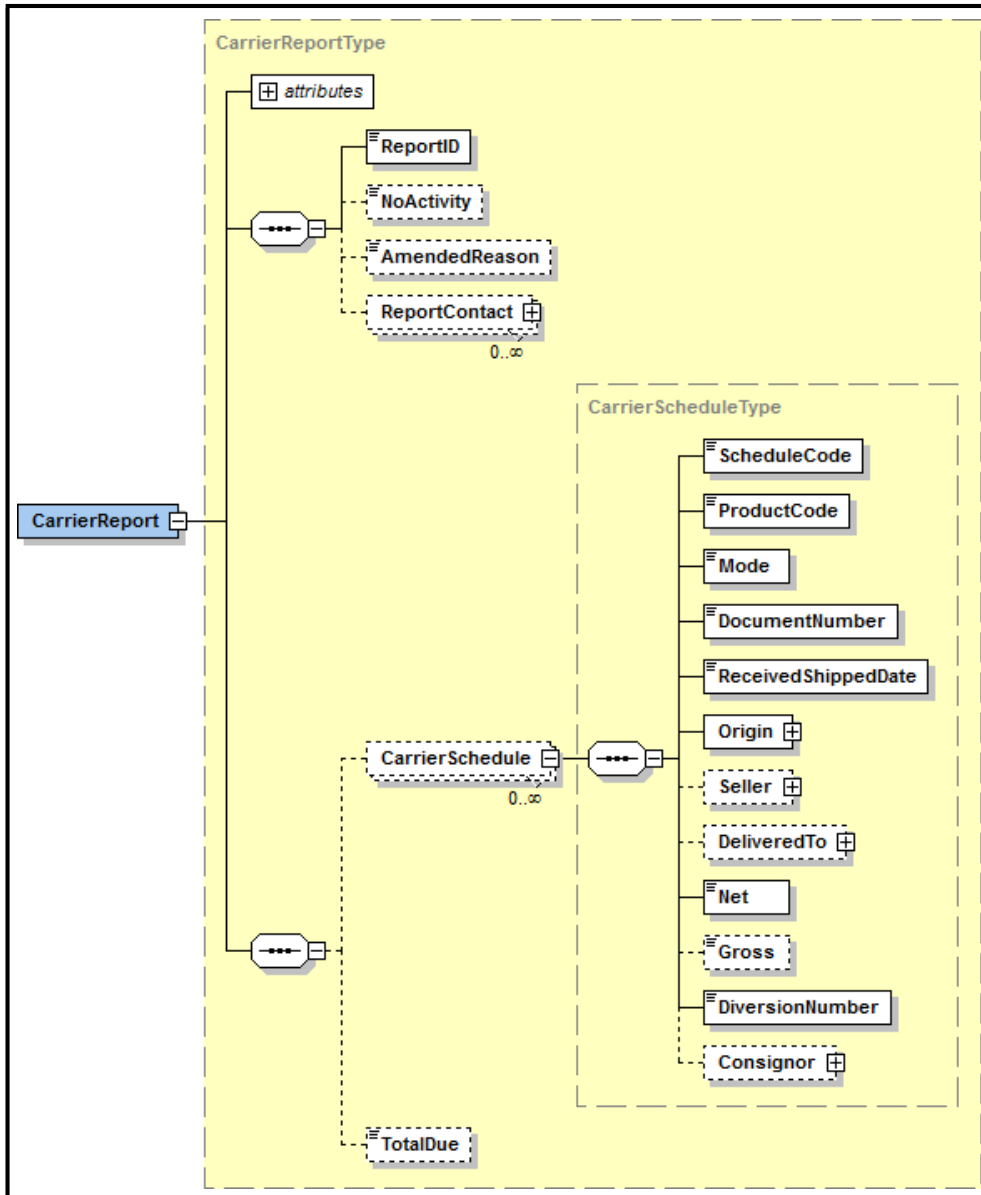 CarrierReportType
attributes
ReportID
NoActivity
AmendedReason
ReportContact
0..∞
CarrierScheduleType
ScheduleCode
ProductCode
Mode
DocumentNumber
ReceivedShippedDate
CarrierReport
Origin
CarrierSchedule
0..∞
Seller
DeliveredTo
Net
Gross
DiversionNumber
Consignor
TotalDue